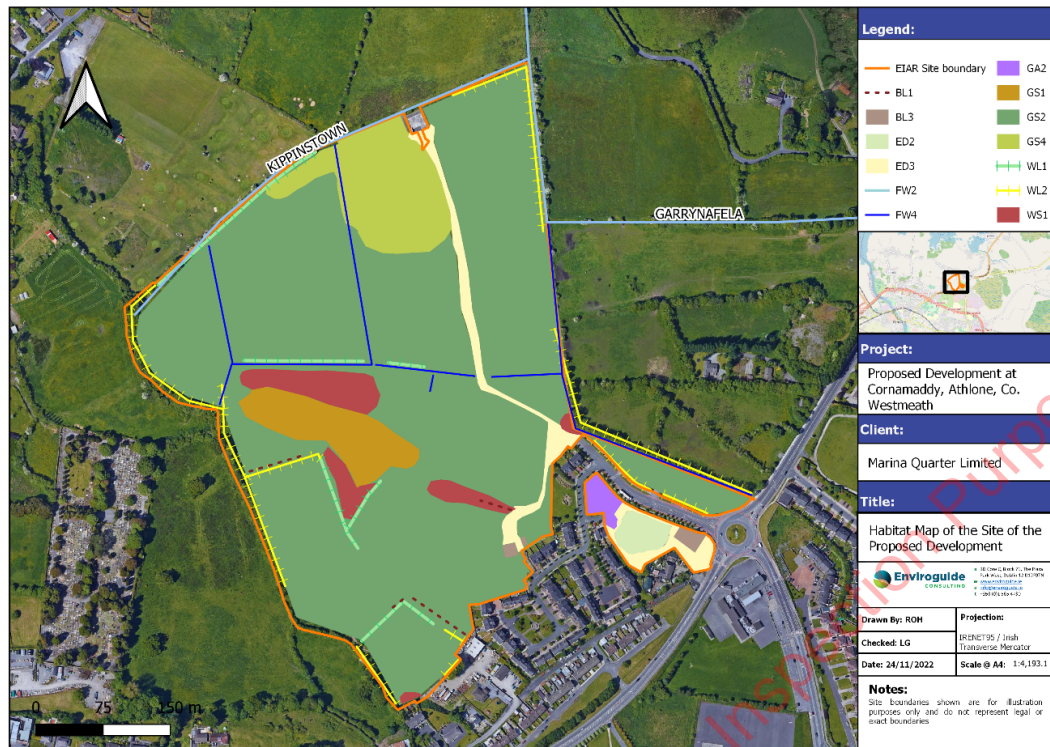 KIPPINSTOWN
GARRYNAFELA
0 75 150 m
Legend:
EIAR Site boundary
BL1
BL3
ED2
ED3
FW2
FW4
GA2
GS1
GS2
GS4
WL1
WL2
WS1
Project:
Proposed Development at
Cornamaddy, Athlone, Co.
Westmeath
Client:
Marina Quarter Limited
Title:
Habitat Map of the Site of the
Proposed Development
Enviroguide
CONSULTING
Drawn By: ROH
Checked: LG
Date: 24/11/2022
Projection:
IRENET95 / Irish
Transverse Mercator
Scale @ A4: 1:4,193.1
Notes:
Site boundaries shown are for illustration
purposes only and do not represent legal or
exact boundaries
Inspection Purpo